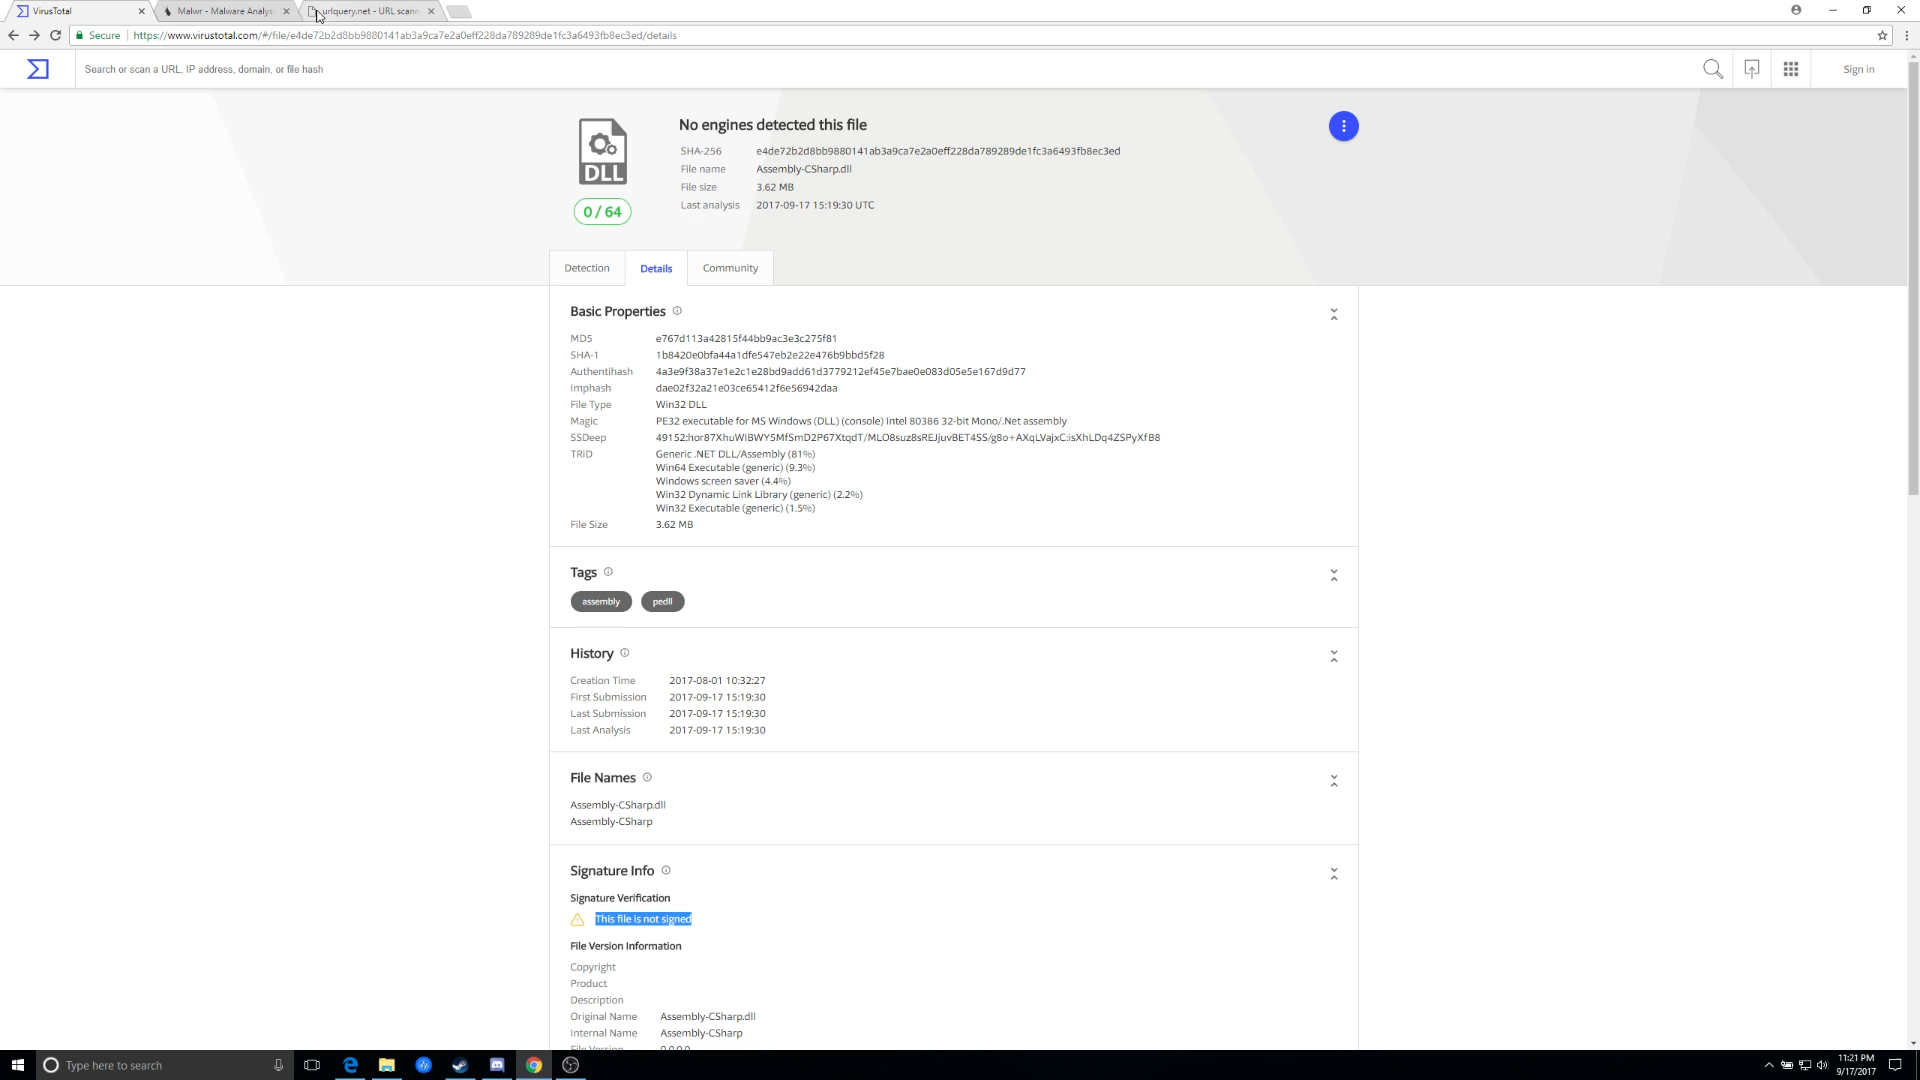 VirusTotal
Malwr - Malware Analys
urlquery.net - URL scann
Secure
https://www.virustotal.com/#/file/e4de72b2d8bb9880141ab3a9ca7e2a0eff228da789289de1fc3a6493fb8ec3ed/details
Search or scan a URL, IP address, domain, or file hash
Sign in
DLL
0 / 64
No engines detected this file
SHA-256 e4de72b2d8bb9880141ab3a9ca7e2a0eff228da789289de1fc3a6493fb8ec3ed
File name Assembly-CSharp.dll
File size 3.62 MB
Last analysis 2017-09-17 15:19:30 UTC
Detection
Details
Community
Basic Properties
MD5 e767d113a42815f44bb9ac3e3c275f81
SHA-1 1b8420e0bfa44a1dfe547eb2e22e476b9bbd5f28
Authentihash 4a3e9f38a37e1e2c1e28bd9add61d3779212ef45e7bae0e083d05e5e167d9d77
Imphash dae02f32a21e03ce65412f6e56942daa
File Type Win32 DLL
Magic PE32 executable for MS Windows (DLL) (console) Intel 80386 32-bit Mono/.Net assembly
SSDeep 49152:hor87XhuWIBWY5MfSmD2P67XtqdT/MLO8suz8sREJjuvBET4SS/g8o+AXqLVajxC:isXhLDq4ZSPyXfB8
TRiD Generic .NET DLL/Assembly (81%)
Win64 Executable (generic) (9.3%)
Windows screen saver (4.4%)
Win32 Dynamic Link Library (generic) (2.2%)
Win32 Executable (generic) (1.5%)
File Size 3.62 MB
Tags
assembly
pedll
History
Creation Time 2017-08-01 10:32:27
First Submission 2017-09-17 15:19:30
Last Submission 2017-09-17 15:19:30
Last Analysis 2017-09-17 15:19:30
File Names
Assembly-CSharp.dll
Assembly-CSharp
Signature Info
Signature Verification
This file is not signed
File Version Information
Copyright
Product
Description
Original Name Assembly-CSharp.dll
Internal Name Assembly-CSharp
File Version 0.0.0.0
Type here to search
11:21 PM
9/17/2017